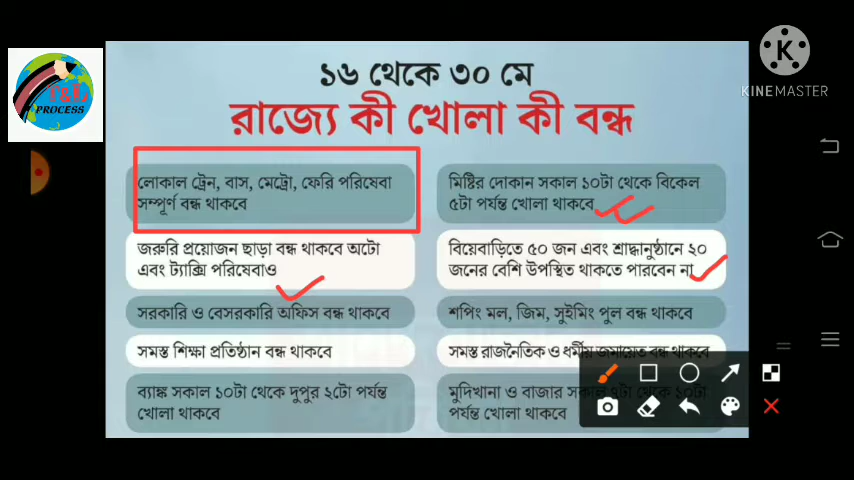 ১৬ থেকে ৩০ মে
রাজ্যে কী খোলা কী বন্ধ
লোকাল ট্রেন, বাস, মেট্রো, ফেরি পরিষেবা
সম্পূর্ণ বন্ধ থাকবে
মিষ্টির দোকান সকাল ১০টা থেকে বিকেল
৫টা পর্যন্ত খোলা থাকবে
জরুরি প্রয়োজন ছাড়া বন্ধ থাকবে অটো
এবং ট্যাক্সি পরিষেবাও
বিয়েবাড়িতে ৫০ জন এবং শ্রাদ্ধানুষ্ঠানে ২০
জনের বেশি উপস্থিত থাকতে পারবেন না
সরকারি ও বেসরকারি অফিস বন্ধ থাকবে
শপিং মল, জিম, সুইমিং পুল বন্ধ থাকবে
সমস্ত শিক্ষা প্রতিষ্ঠান বন্ধ থাকবে
সমস্ত রাজনৈতিক ও ধর্মীয় জমায়েত বন্ধ থাকবে
ব্যাঙ্ক সকাল ১০টা থেকে দুপুর ২টো পর্যন্ত
খোলা থাকবে
মুদিখানা ও বাজার সকাল ৭টা থেকে ১০টা
পর্যন্ত খোলা থাকবে
PROCESS
K
KINEMASTER